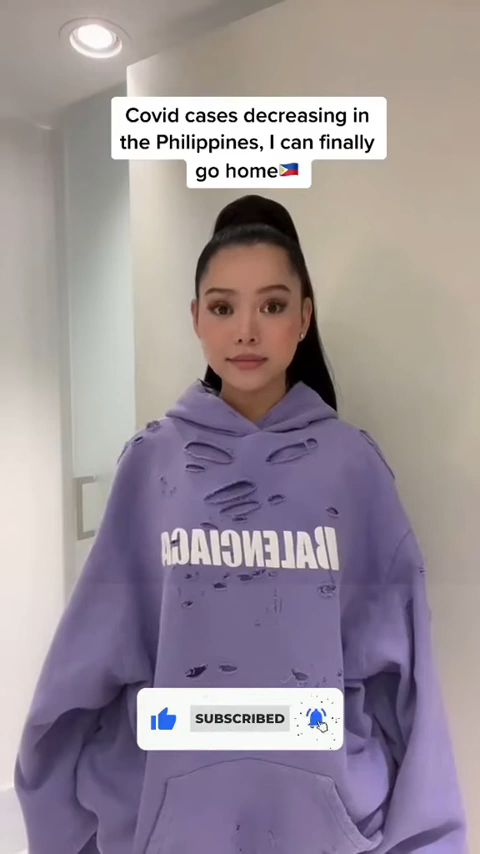 Covid cases decreasing in
the Philippines, I can finally
go home🇵🇭
BALENCIAGA
SUBSCRIBED